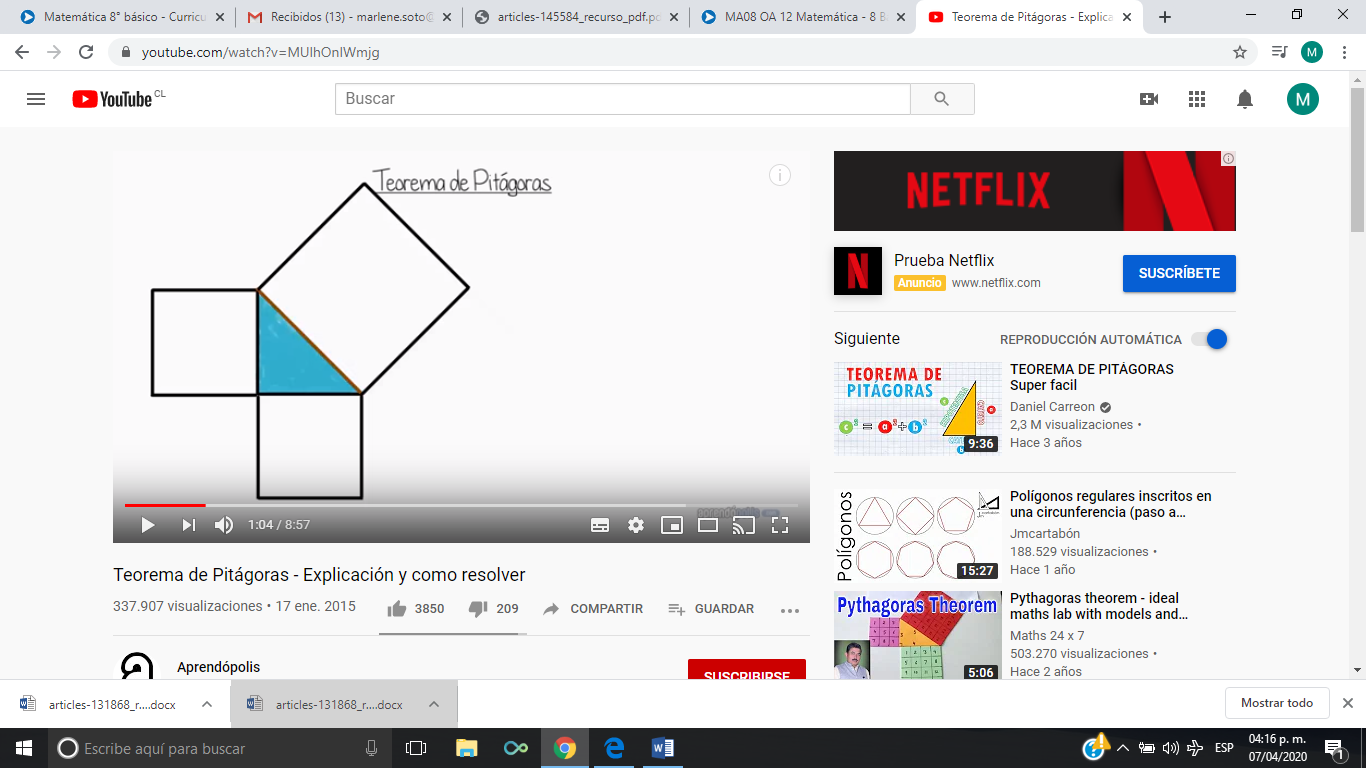 Matemática 8° básico - Curricu
Recibidos (13) - marlene.soto@
articles-145584_recurso_pdf.pd
MA08 OA 12 Matemática - 8 B
Teorema de Pitágoras - Explica
youtube.com/watch?v=MUIhOnIWmjg
M
YouTube CL
Buscar
M
Teorema de Pitágoras
i
1:04 / 8:57
Teorema de Pitágoras - Explicación y como resolver
337.907 visualizaciones • 17 ene. 2015
3850
209
COMPARTIR
GUARDAR
Aprendópolis
SUSCRIBIRSE
NETFLIX
N
Prueba Netflix
Anuncio www.netflix.com
SUSCRÍBETE
Siguiente
REPRODUCCIÓN AUTOMÁTICA
TEOREMA DE
PITÁGORAS
c² = a²+b²
9:36
TEOREMA DE PITÁGORAS
Super facil
Daniel Carreon
2,3 M visualizaciones •
Hace 3 años
Polígonos
15:27
Polígonos regulares inscritos en
una circunferencia (paso a...
Jmcartabón
188.529 visualizaciones •
Hace 1 año
Pythagoras Theorem
5:06
Pythagoras theorem - ideal
maths lab with models and...
Maths 24 x 7
503.270 visualizaciones •
Hace 2 años
articles-131868_r....docx
articles-131868_r....docx
Mostrar todo
Escribe aquí para buscar
ESP
04:16 p. m.
07/04/2020
1